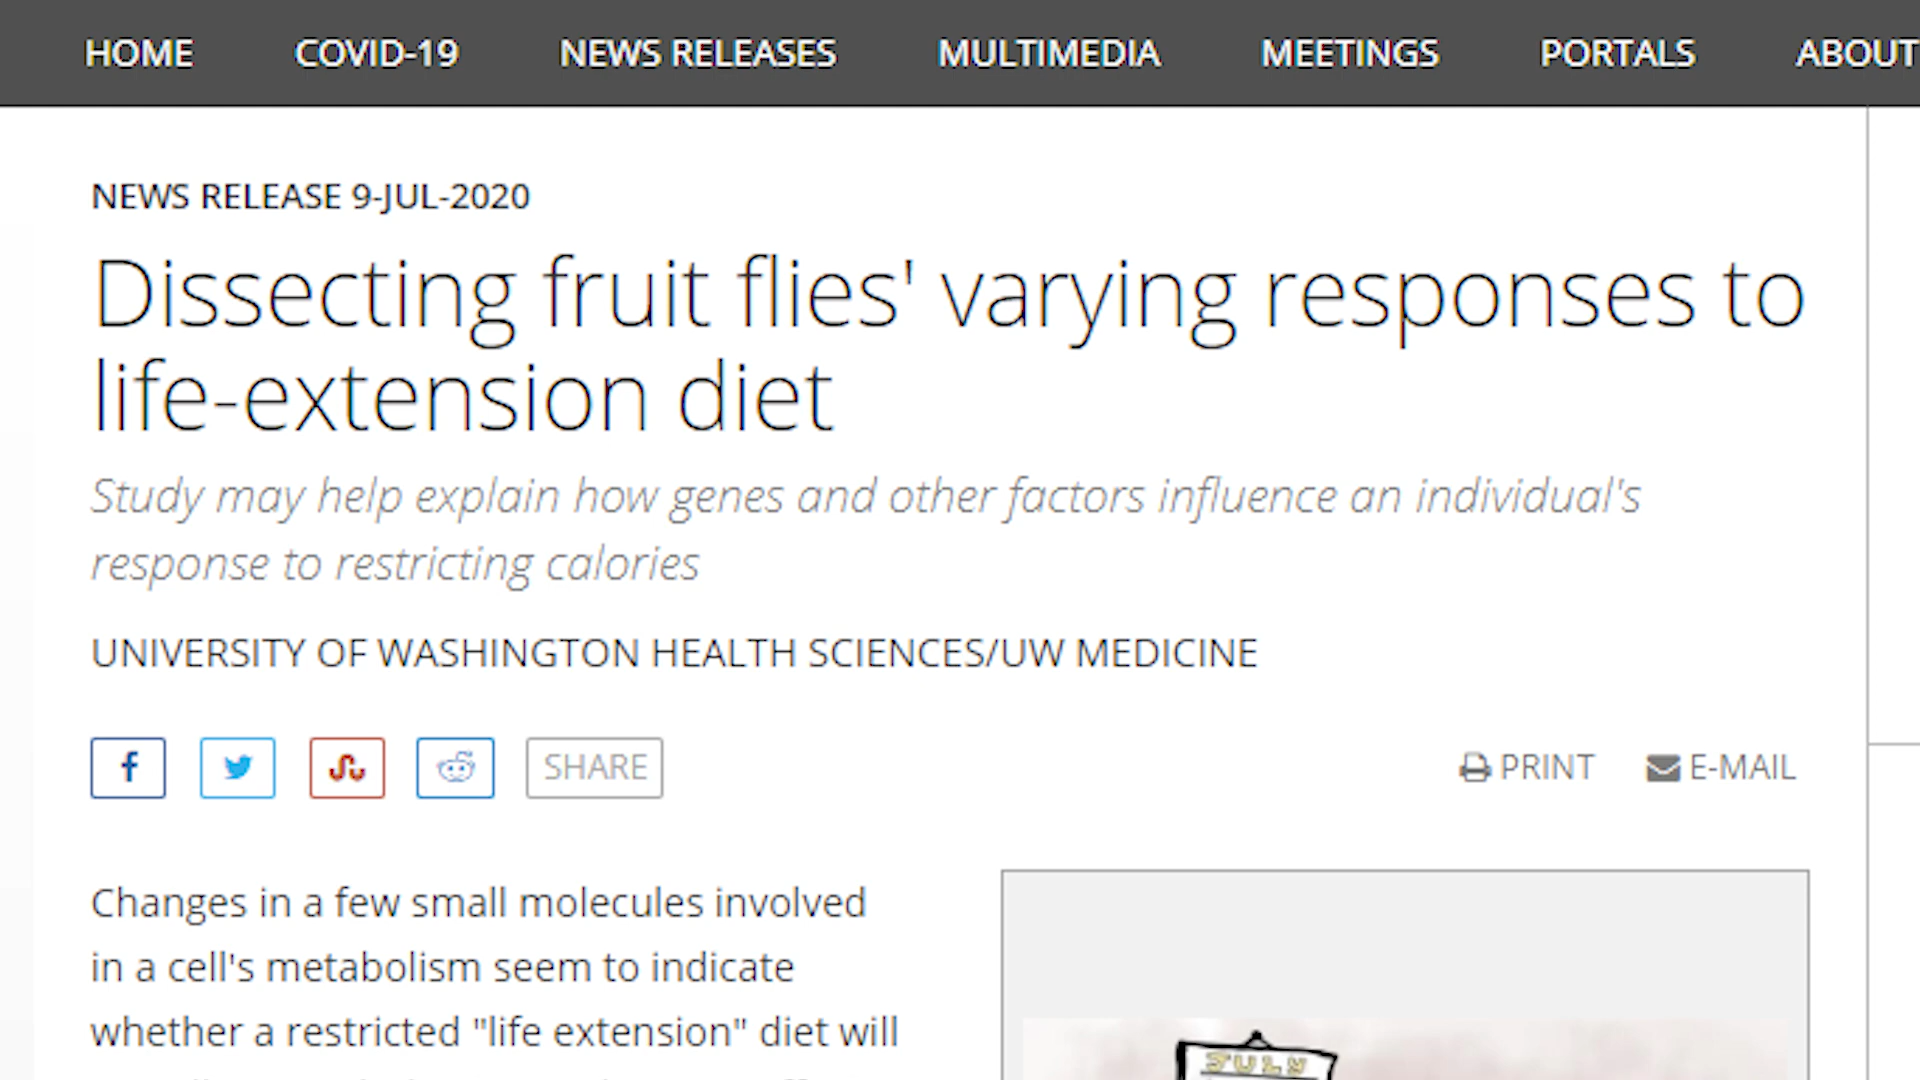 HOME COVID-19 NEWS RELEASES MULTIMEDIA MEETINGS PORTALS ABOUT
NEWS RELEASE 9-JUL-2020
Dissecting fruit flies' varying responses to
life-extension diet
Study may help explain how genes and other factors influence an individual's
response to restricting calories
UNIVERSITY OF WASHINGTON HEALTH SCIENCES/UW MEDICINE
SHARE PRINT E-MAIL
Changes in a few small molecules involved
in a cell's metabolism seem to indicate
whether a restricted "life extension" diet will
JULY